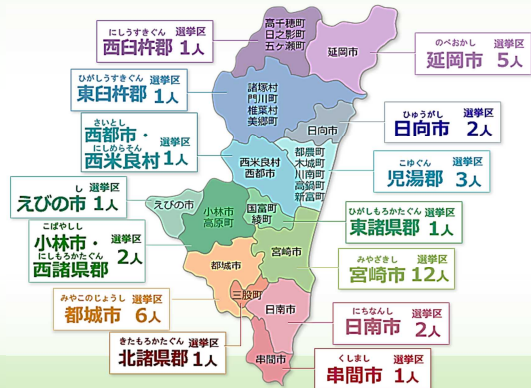 にしうすきぐん 選挙区
西臼杵郡 1人
高千穂町
日之影町
五ヶ瀬町
延岡市
のべおかし 選挙区
延岡市 5人
ひがしうすきぐん 選挙区
東臼杵郡 1人
諸塚村
門川町
椎葉村
美郷町
日向市
ひゅうがし 選挙区
日向市 2人
さいとし
西都市・
にしめらそん
西米良村
選挙区
1人
西米良村
西都市
都農町
木城町
川南町
高鍋町
新富町
こゆぐん 選挙区
児湯郡 3人
し 選挙区
えびの市 1人
えびの市
小林市
高原町
国富町
綾町
ひがしもろかたぐん 選挙区
東諸県郡 1人
こばやしし
小林市・
にしもろかたぐん
西諸県郡
選挙区
2人
都城市
宮崎市
みやざきし 選挙区
宮崎市 12人
みやこのじょうし 選挙区
都城市 6人
三股町
日南市
にちなんし 選挙区
日南市 2人
きたもろかたぐん 選挙区
北諸県郡 1人
串間市
くしまし 選挙区
串間市 1人